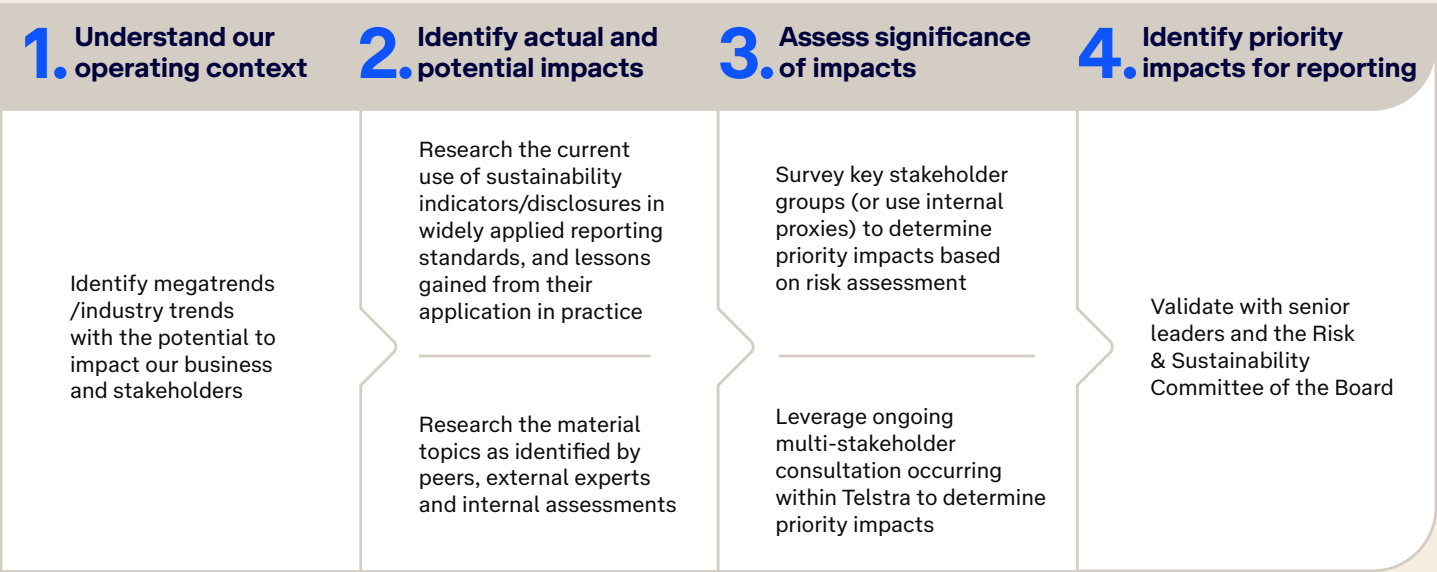 1. Understand our
operating context
2. Identify actual and
potential impacts
3. Assess significance
of impacts
4. Identify priority
impacts for reporting
Identify megatrends
/industry trends
with the potential to
impact our business
and stakeholders
Research the current
use of sustainability
indicators/disclosures in
widely applied reporting
standards, and lessons
gained from their
application in practice
Research the material
topics as identified by
peers, external experts
and internal assessments
Survey key stakeholder
groups (or use internal
proxies) to determine
priority impacts based
on risk assessment
Leverage ongoing
multi-stakeholder
consultation occurring
within Telstra to determine
priority impacts
Validate with senior
leaders and the Risk
& Sustainability
Committee of the Board